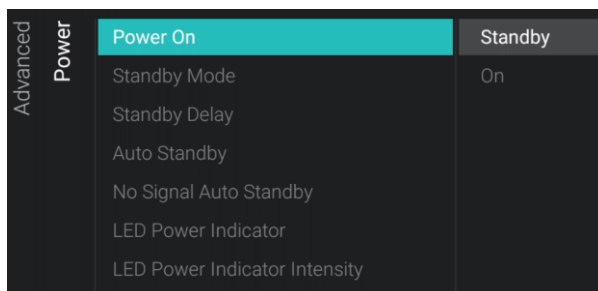 Advanced
Power
Power On
Standby Mode
Standby Delay
Auto Standby
No Signal Auto Standby
LED Power Indicator
LED Power Indicator Intensity
Standby
On